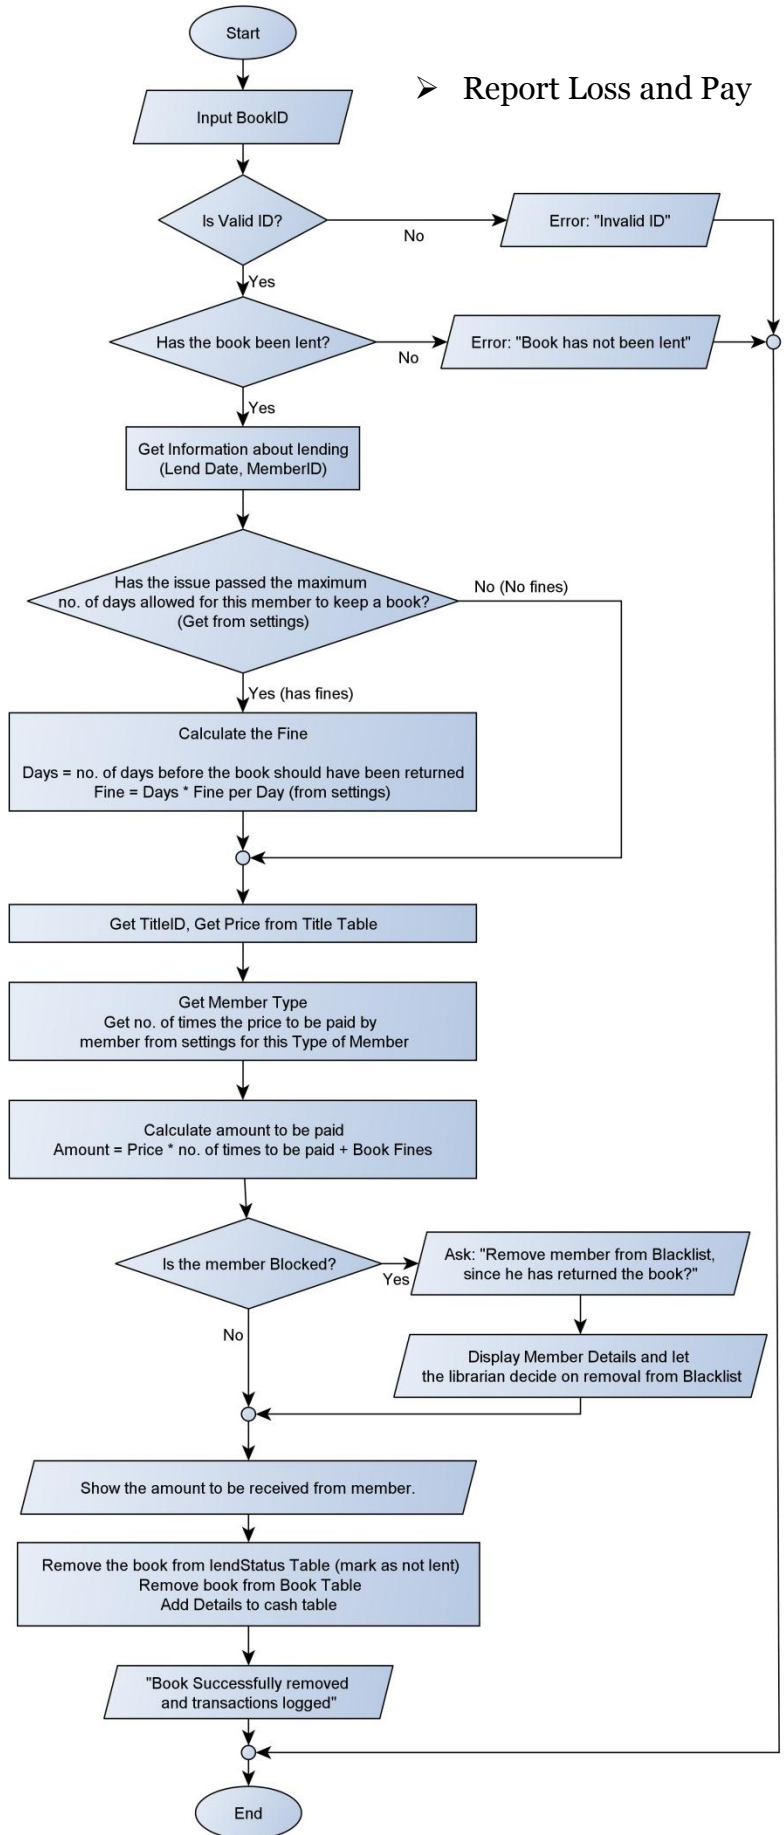 Start
➢ Report Loss and Pay
Input BookID
Is Valid ID?
No
Error: "Invalid ID"
Yes
Has the book been lent?
No
Error: "Book has not been lent"
Yes
Get Information about lending
(Lend Date, MemberID)
Has the issue passed the maximum
no. of days allowed for this member to keep a book?
(Get from settings)
No (No fines)
Yes (has fines)
Calculate the Fine
Days = no. of days before the book should have been returned
Fine = Days * Fine per Day (from settings)
Get TitleID, Get Price from Title Table
Get Member Type
Get no. of times the price to be paid by
member from settings for this Type of Member
Calculate amount to be paid
Amount = Price * no. of times to be paid + Book Fines
Is the member Blocked?
Yes
Ask: "Remove member from Blacklist,
since he has returned the book?"
No
Display Member Details and let
the librarian decide on removal from Blacklist
Show the amount to be received from member.
Remove the book from lendStatus Table (mark as not lent)
Remove book from Book Table
Add Details to cash table
"Book Successfully removed
and transactions logged"
End